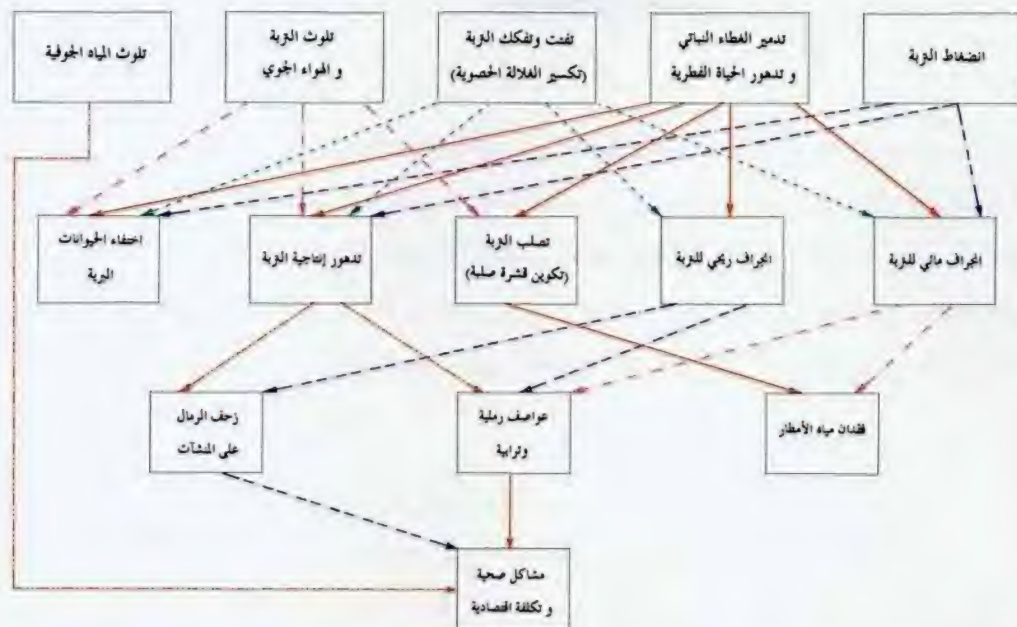 انضغاط التربة
تدمير الغطاء النباتي
و تدهور الحياة الفطرية
تفتت وتفكك التربة
(تكسير الغلالة الحصوية)
تلوث التربة
و الهواء الجوي
تلوث المياه الجوفية
انجراف مائي للتربة
انجراف ريحي للتربة
تصلب التربة
(تكوين قشرة صلبة)
تدهور إنتاجية التربة
اختفاء الحيوانات
البرية
فقدان مياه الأمطار
عواصف رملية
وترابية
زحف الرمال
على المنشآت
مشاكل صحية
و تكلفة اقتصادية